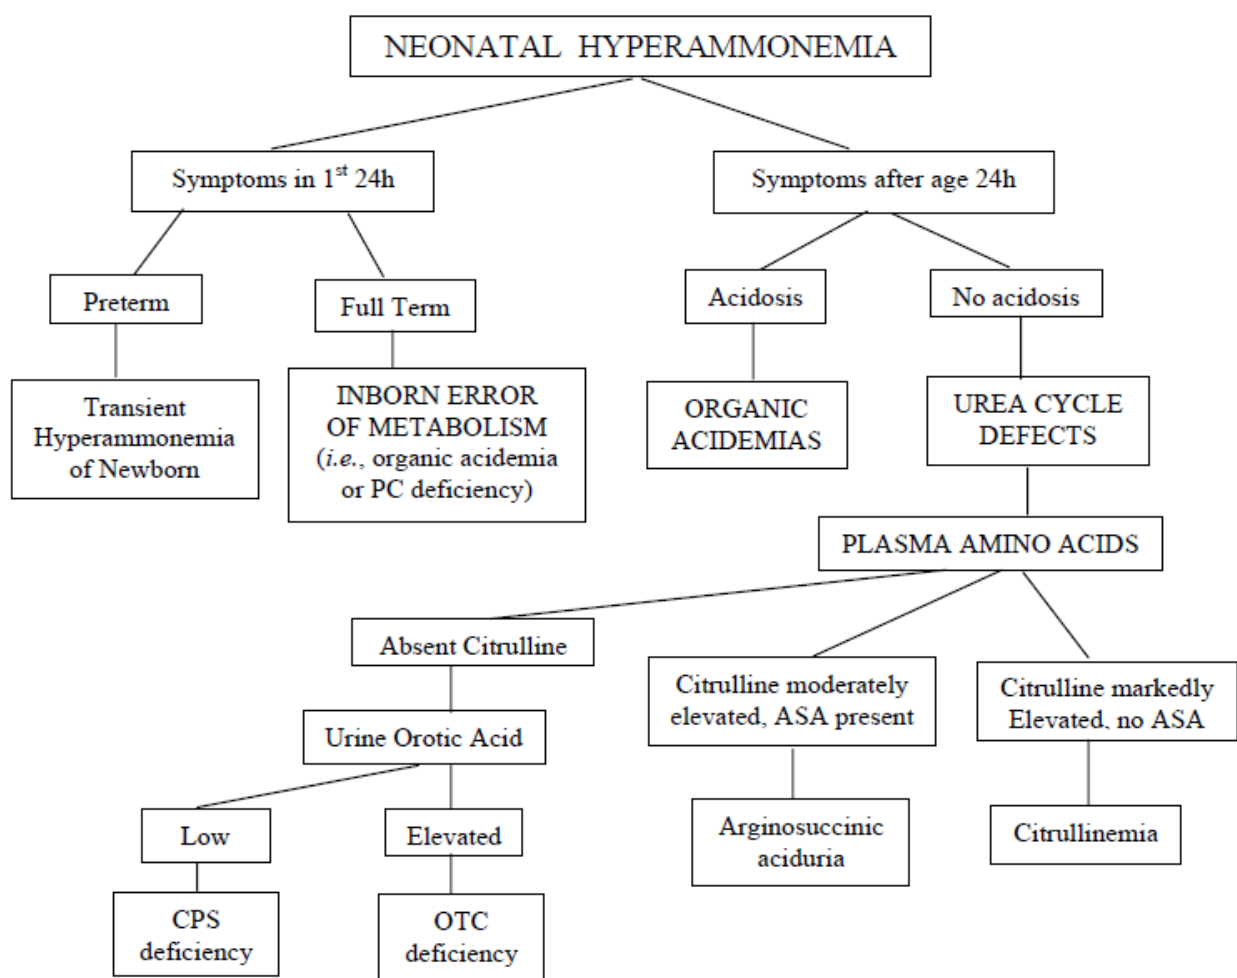 NEONATAL HYPERAMMONEMIA
Symptoms in 1st 24h
Symptoms after age 24h
Preterm
Full Term
Acidosis
No acidosis
Transient
Hyperammonemia
of Newborn
INBORN ERROR
OF METABOLISM
(i.e., organic acidemia
or PC deficiency)
ORGANIC
ACIDEMIAS
UREA CYCLE
DEFECTS
PLASMA AMINO ACIDS
Absent Citrulline
Citrulline moderately
elevated, ASA present
Citrulline markedly
Elevated, no ASA
Urine Orotic Acid
Low
Elevated
Arginosuccinic
aciduria
Citrullinemia
CPS
deficiency
OTC
deficiency